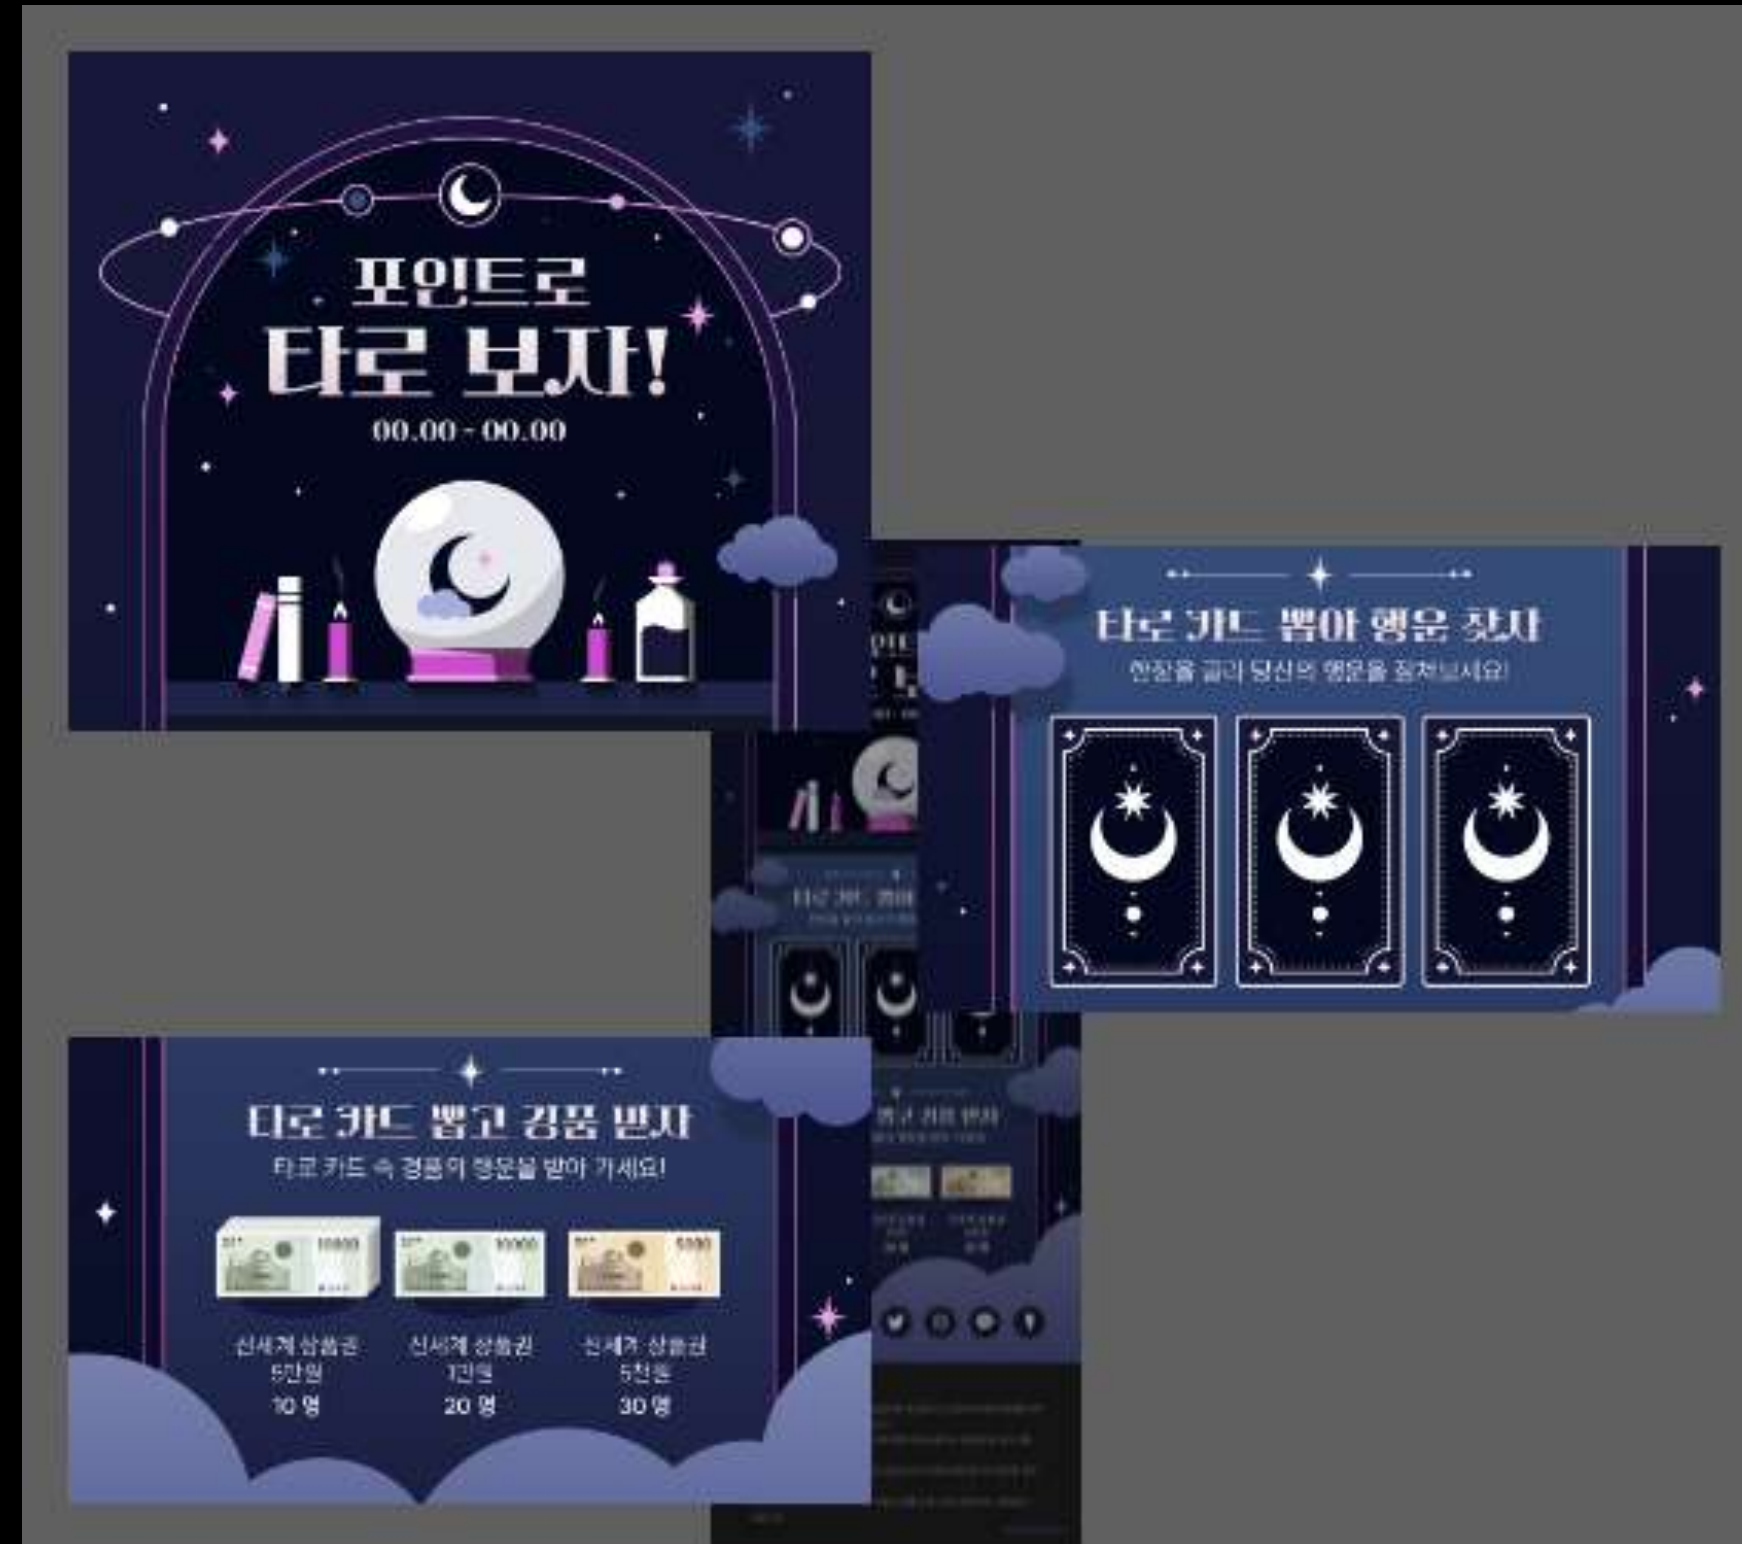 포인트로
타로 보자!
00.00 - 00.00
타로 카드 뽑아 행운 찾자
한장을 골라 당신의 행운을 점쳐보세요!
타로 카드 뽑고 경품 받자
타로 카드 속 경품의 행운을 받아 가세요!
10000
10000
5000
신세계 상품권
신세계 상품권
신세계 상품권
5만원
1만원
5천원
10 명
20 명
30 명